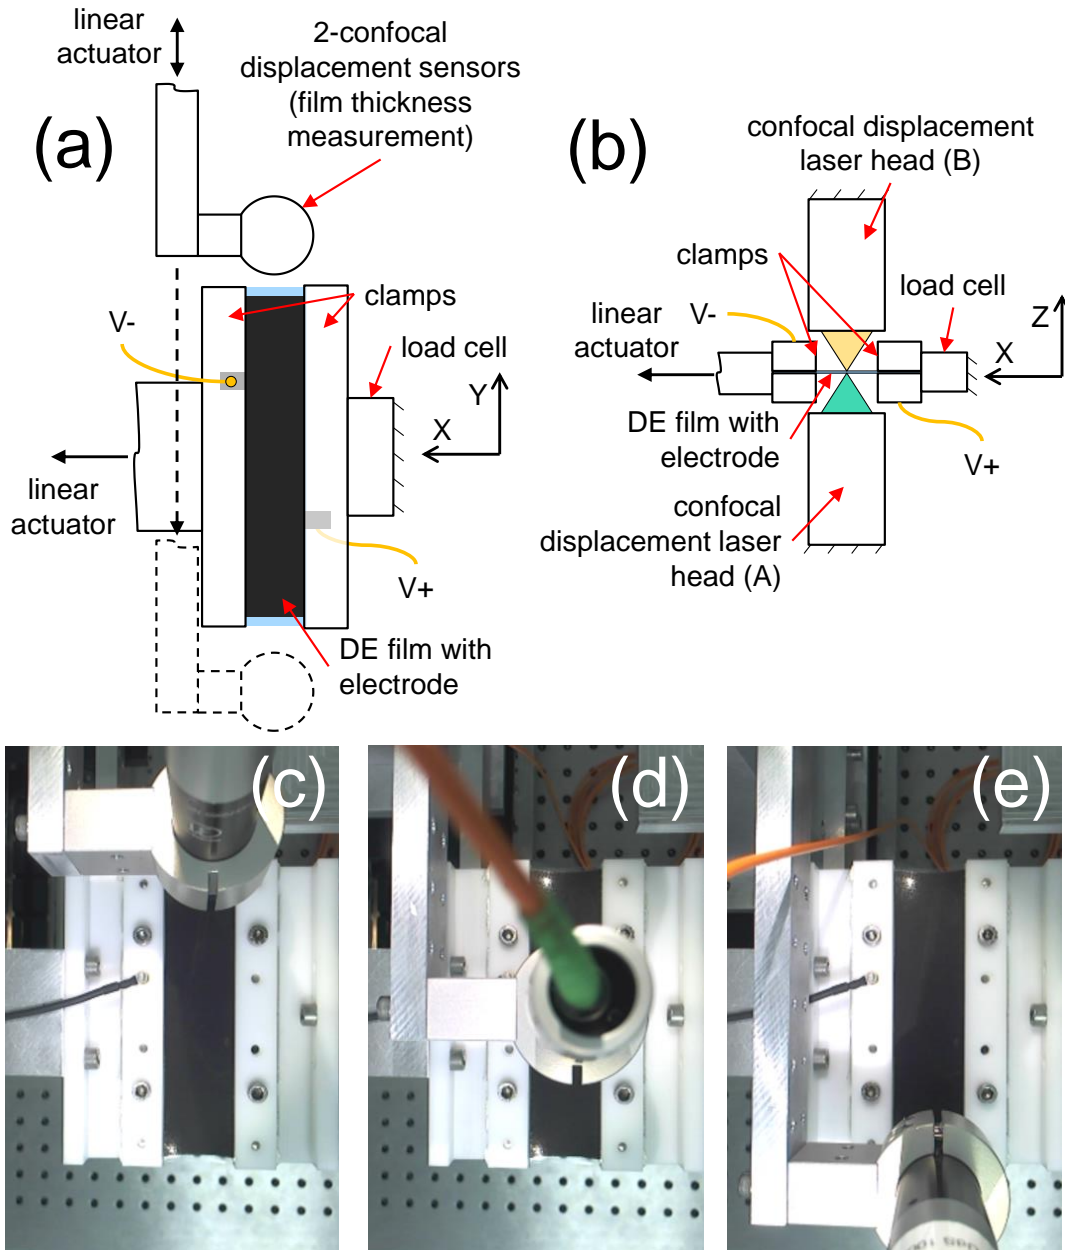 linear
actuator
2-confocal
displacement sensors
(film thickness
measurement)
(a)
clamps
V-
load cell
Y
X
linear
actuator
V+
DE film with
electrode
(b)
confocal displacement
laser head (B)
clamps
load cell
linear
actuator
V-
Z
X
DE film with
electrode
V+
confocal
displacement laser
head (A)
(c)
(d)
(e)